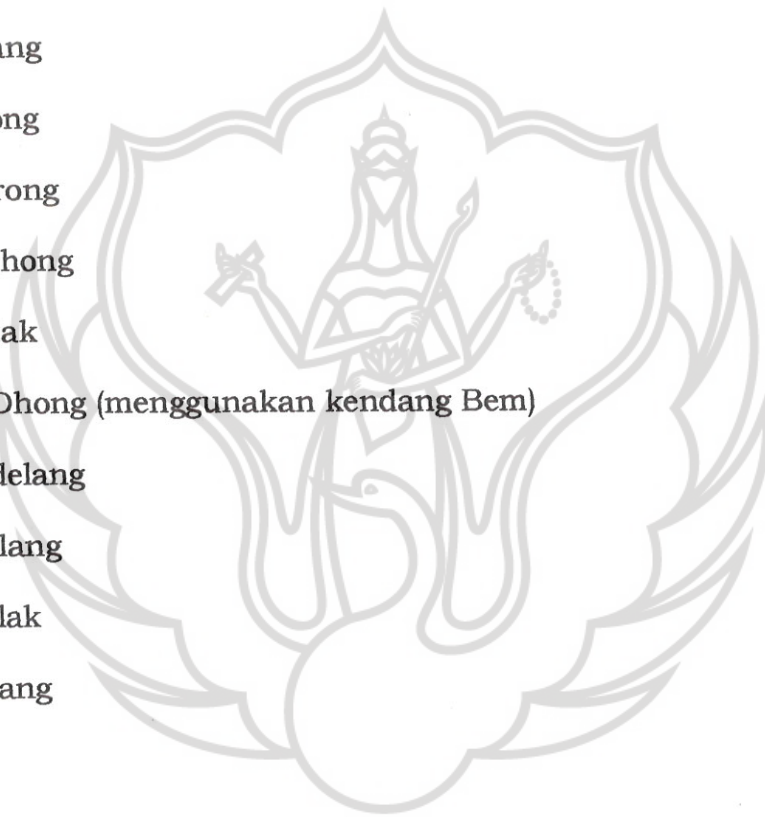 ang
ong
rong
hong
ak
Dhong (menggunakan kendang Bem)
delang
lang
lak
ang